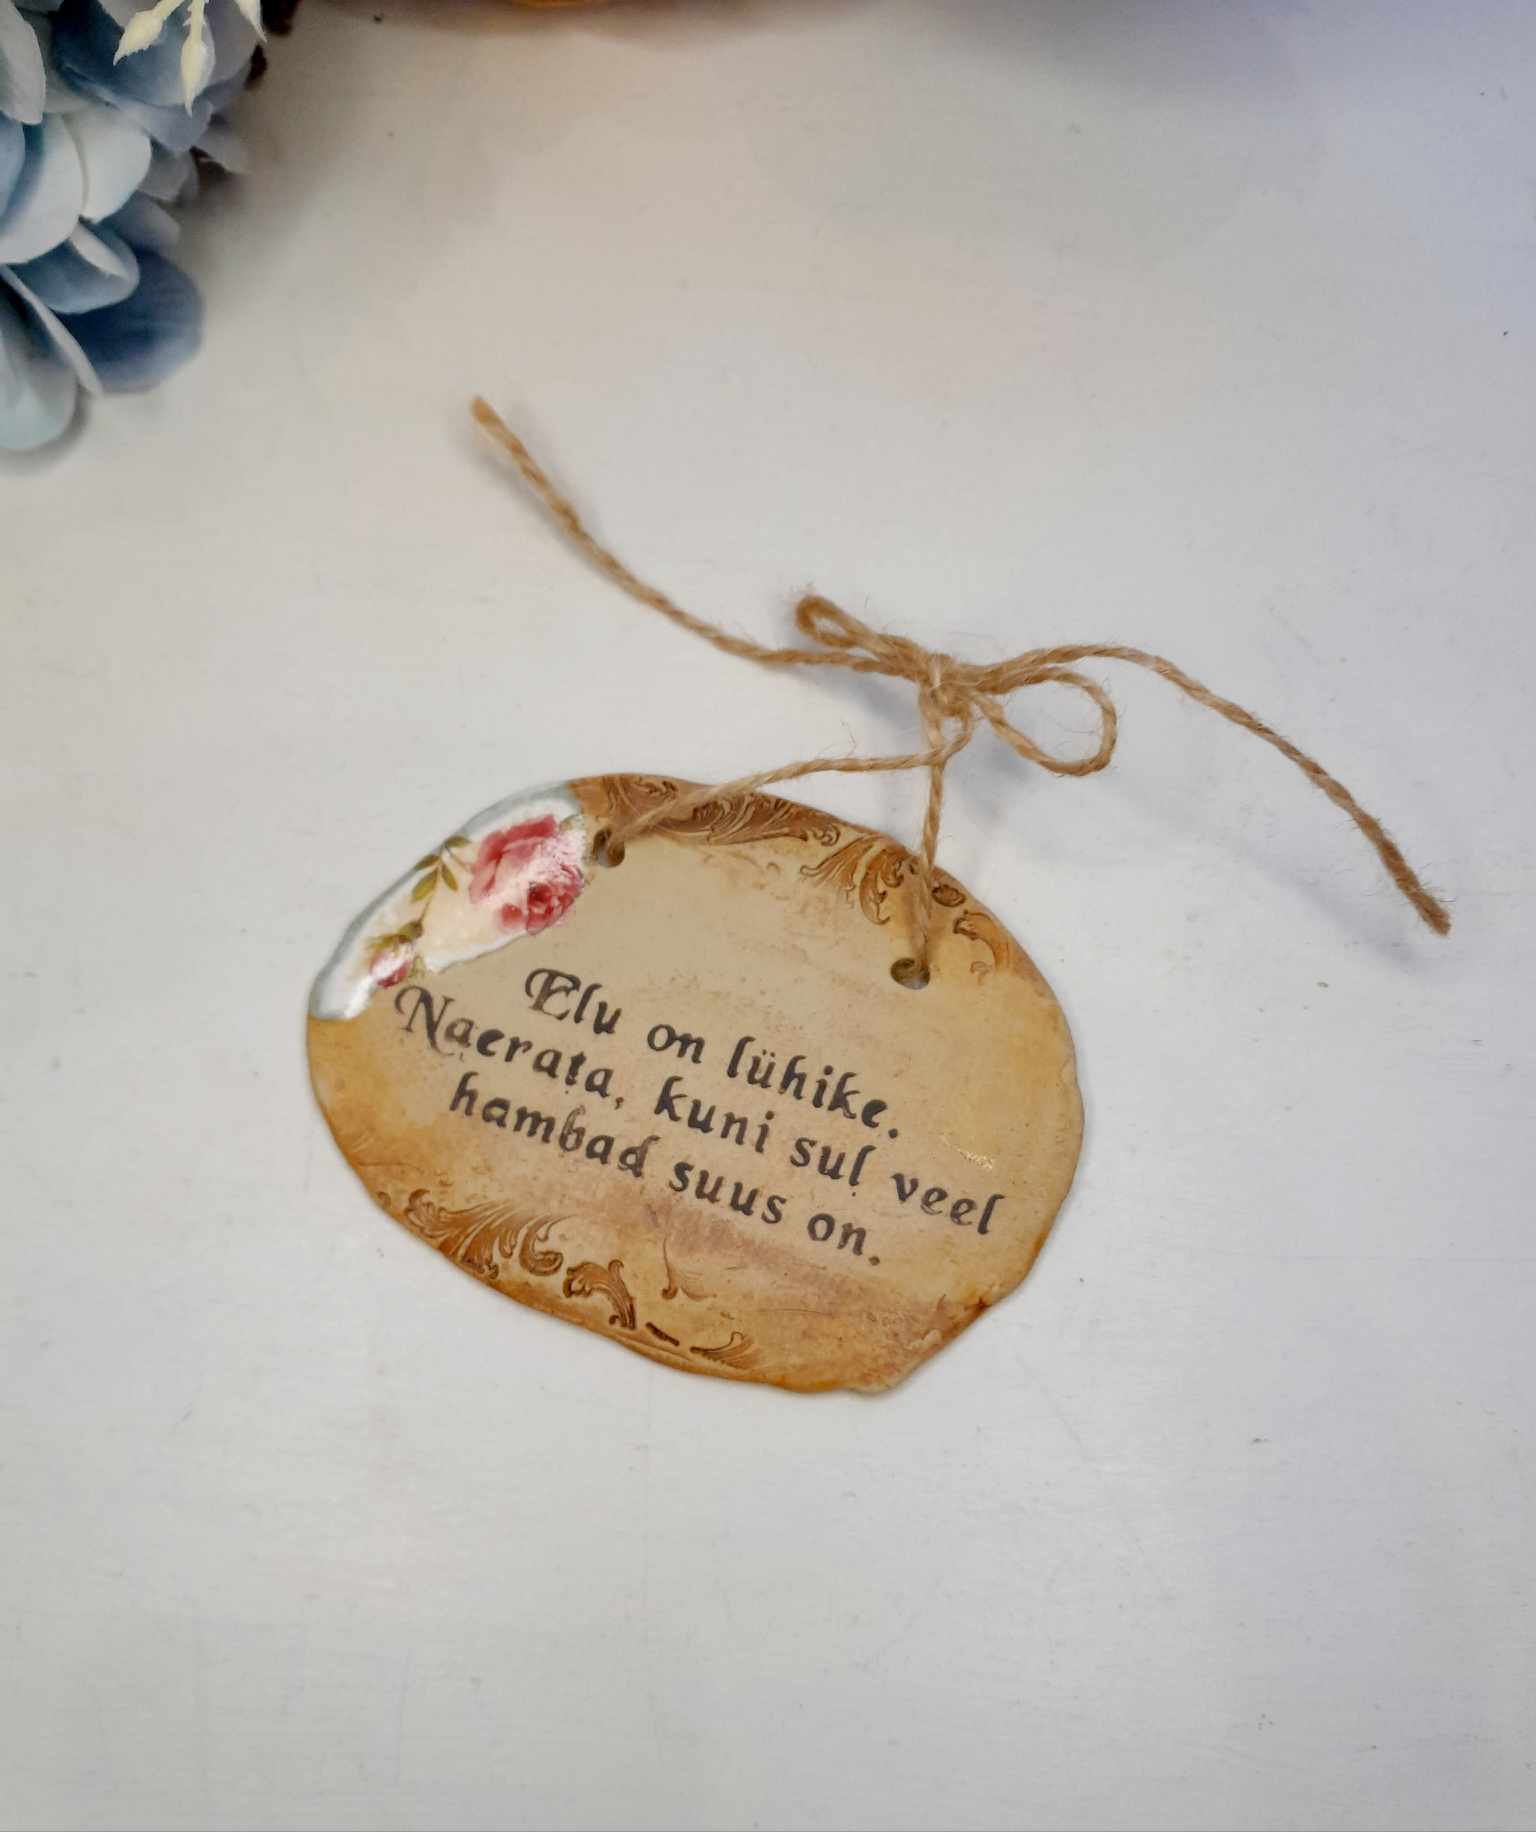 Elu on lühike.
Naerata, kuni sul veel
hambad suus on.